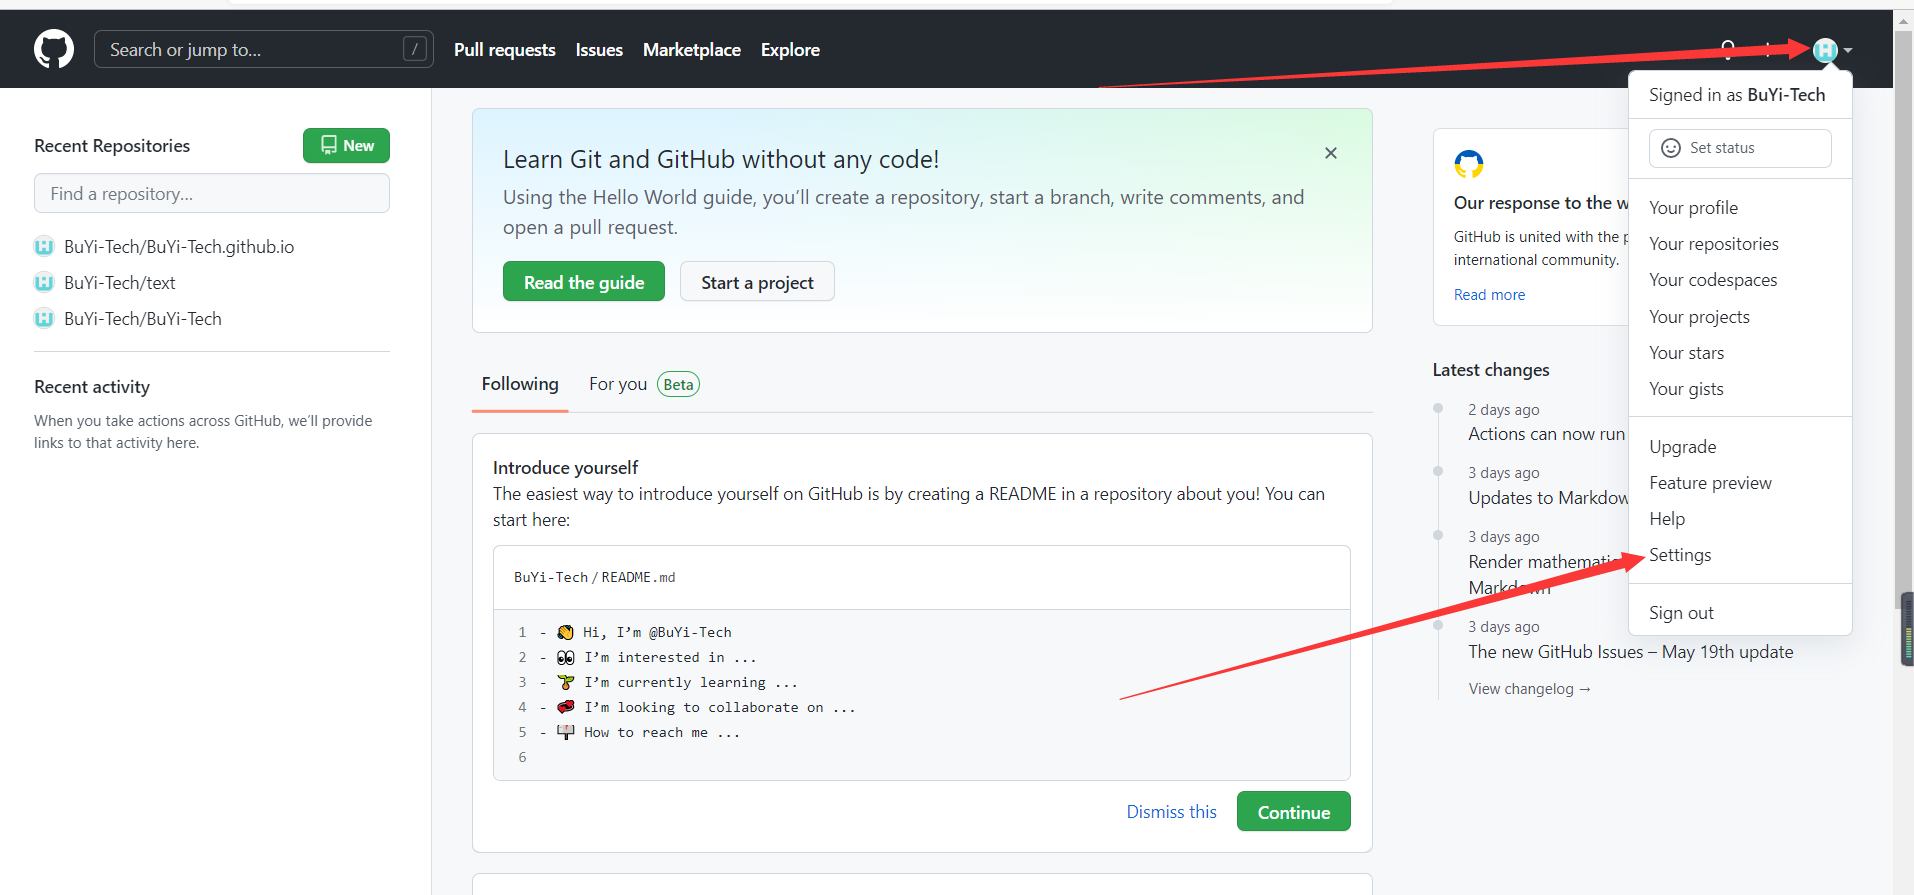 Search or jump to...
/
Pull requests
Issues
Marketplace
Explore
Recent Repositories
New
Find a repository...
BuYi-Tech/BuYi-Tech.github.io
BuYi-Tech/text
BuYi-Tech/BuYi-Tech
Recent activity
When you take actions across GitHub, we’ll provide
links to that activity here.
Learn Git and GitHub without any code!
Using the Hello World guide, you’ll create a repository, start a branch, write comments, and
open a pull request.
Read the guide
Start a project
Following
For you
Beta
Introduce yourself
The easiest way to introduce yourself on GitHub is by creating a README in a repository about you! You can
start here:
BuYi-Tech/README.md
1 - 👋 Hi, I’m @BuYi-Tech
2 - 👀 I’m interested in ...
3 - 🌱 I’m currently learning ...
4 - 💞️ I’m looking to collaborate on ...
5 - 📫 How to reach me ...
6
Dismiss this
Continue
Our response to the
GitHub is united with the
international community.
Read more
Latest changes
2 days ago
Actions can now run
3 days ago
Updates to
3 days ago
Render
Markdown
3 days ago
The new GitHub Issues – May 19th update
View changelog →
Signed in as BuYi-Tech
Set status
Your profile
Your repositories
Your codespaces
Your projects
Your stars
Your gists
Upgrade
Feature preview
Help
Settings
Sign out